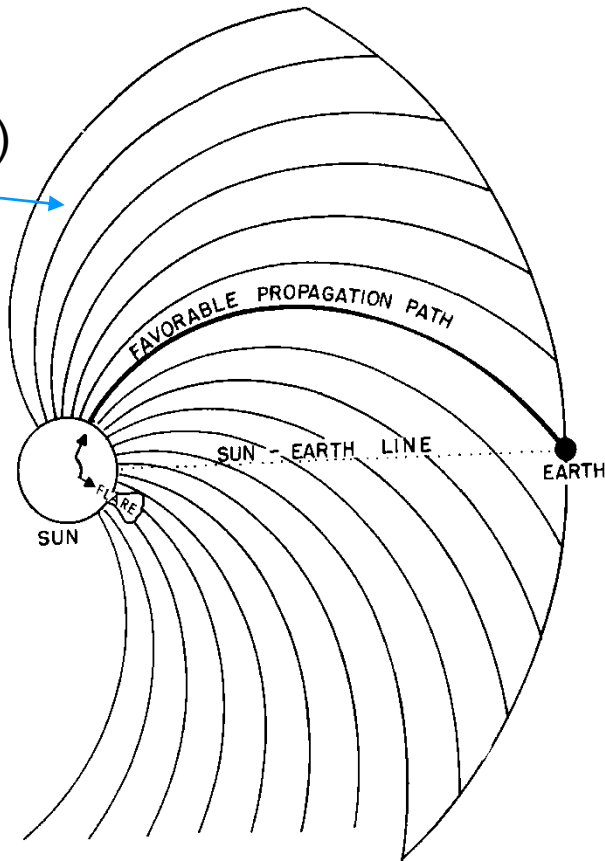 )
FAVORABLE PROPAGATION PATH
SUN - EARTH LINE
EARTH
FLARE
SUN